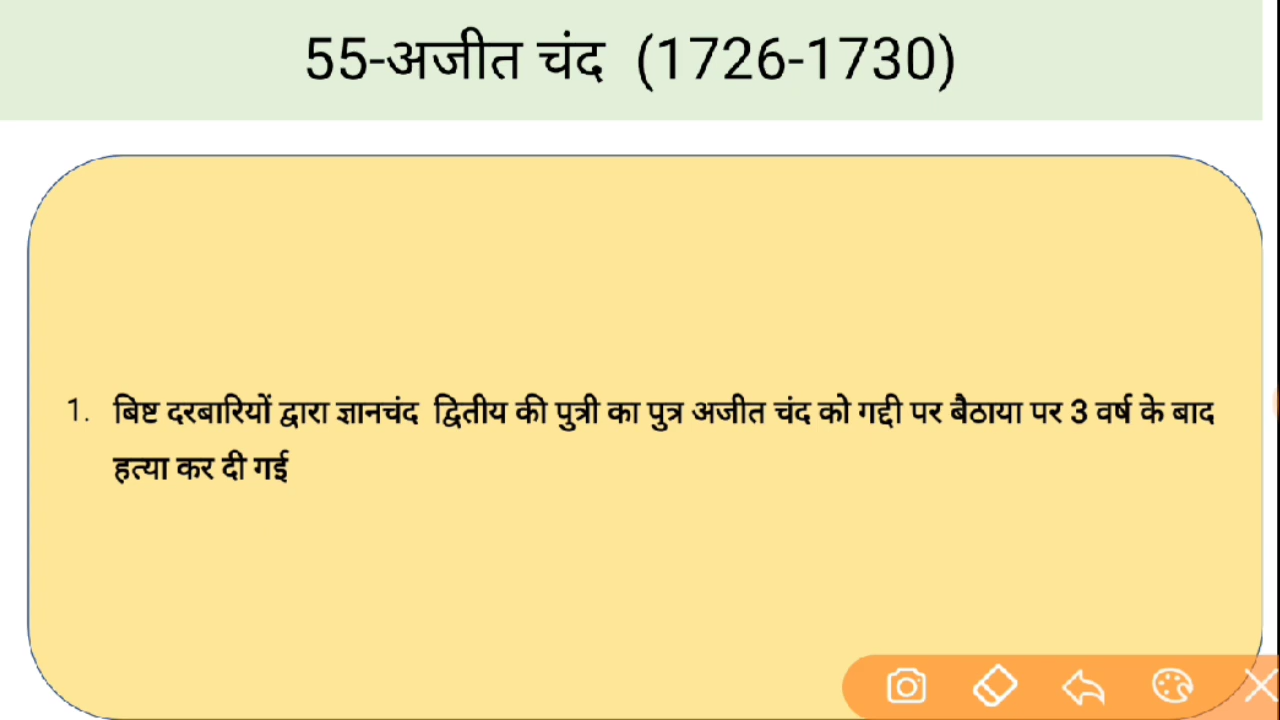 55-अजीत चंद (1726-1730)
1. बिष्ट दरबारियों द्वारा ज्ञानचंद द्वितीय की पुत्री का पुत्र अजीत चंद को गद्दी पर बैठाया पर 3 वर्ष के बाद
हत्या कर दी गई